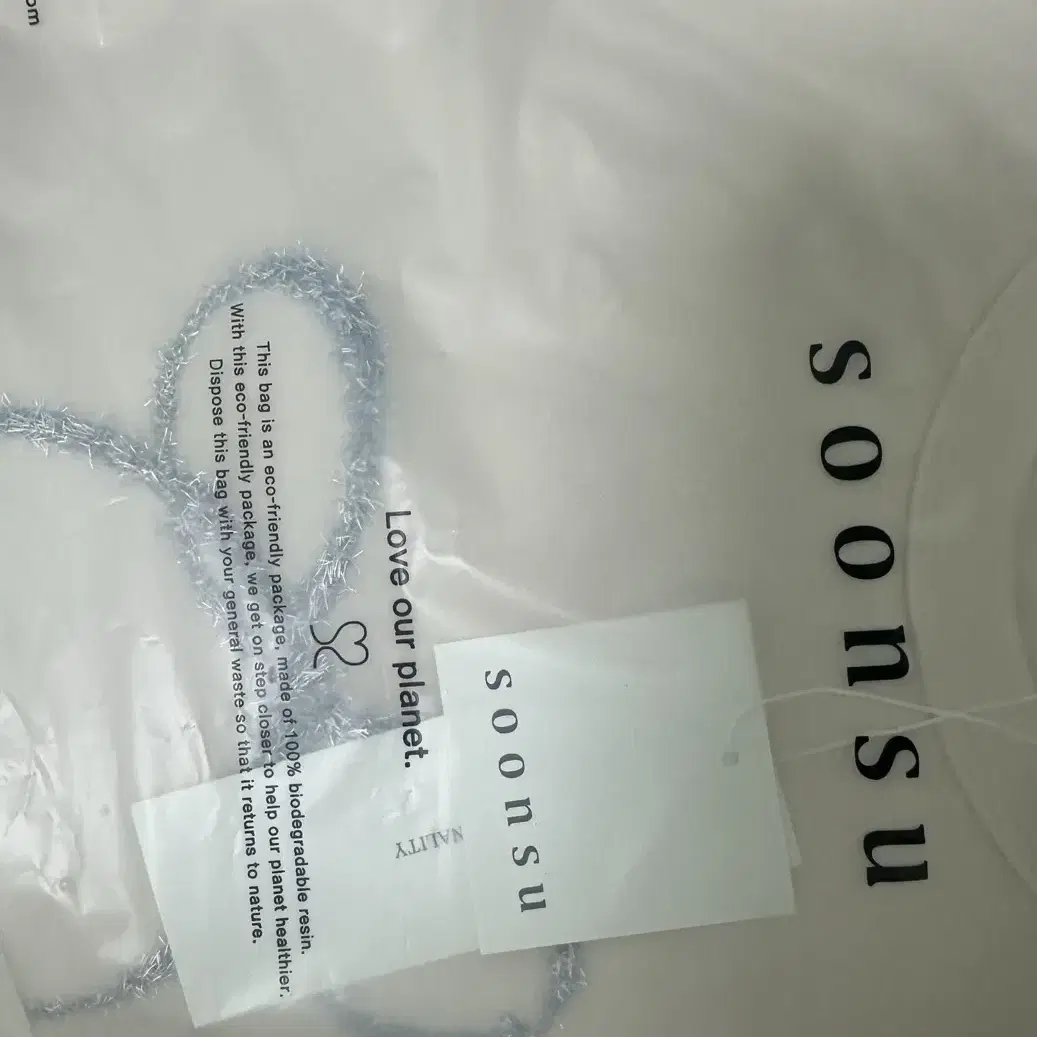 soonsu
soonsu
NALITY
Love our planet.
This bag is an eco-friendly package, made of 100% biodegradable resin.
With this eco-friendly package, we get on step closer to help our planet healthier.
Dispose this bag with your general waste so that it returns to nature.
om